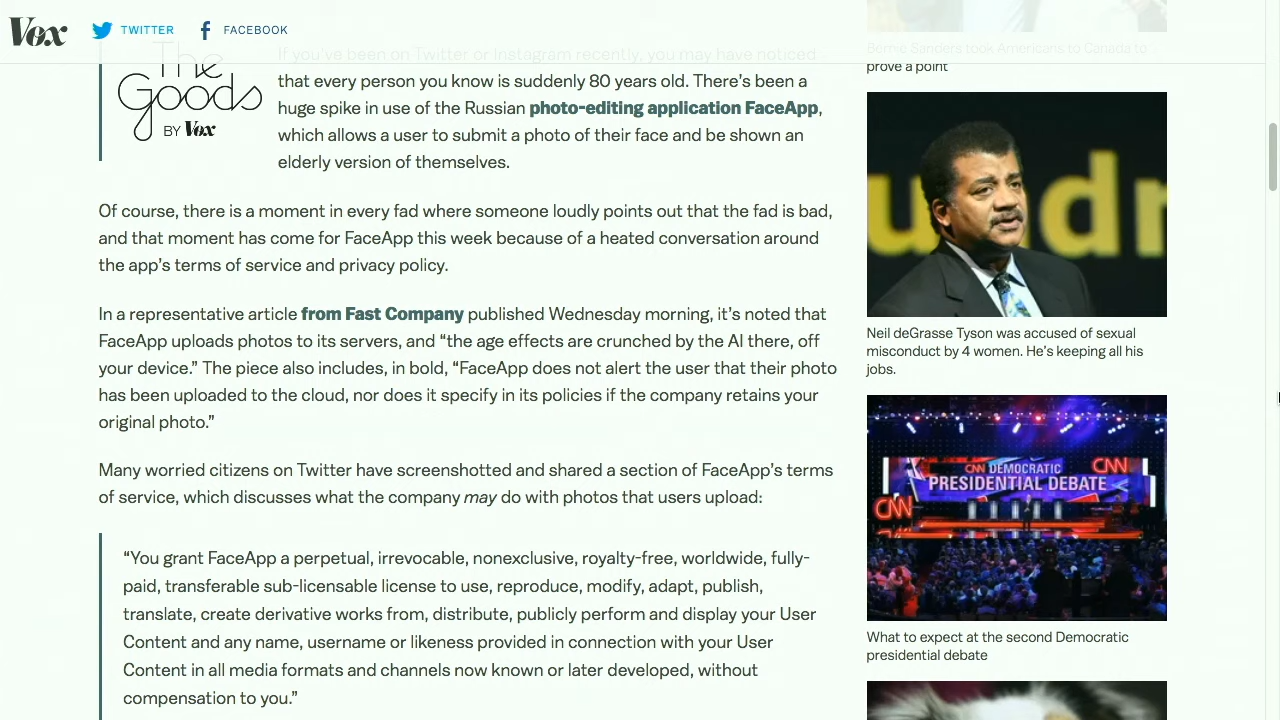 Vox
TWITTER
FACEBOOK
The
Goods
BY Vox
If you've been on Twitter or Instagram recently, you may have noticed
that every person you know is suddenly 80 years old. There's been a
huge spike in use of the Russian photo-editing application FaceApp,
which allows a user to submit a photo of their face and be shown an
elderly version of themselves.
Of course, there is a moment in every fad where someone loudly points out that the fad is bad,
and that moment has come for FaceApp this week because of a heated conversation around
the app's terms of service and privacy policy.
In a representative article from Fast Company published Wednesday morning, it's noted that
FaceApp uploads photos to its servers, and “the age effects are crunched by the AI there, off
your device.” The piece also includes, in bold, “FaceApp does not alert the user that their photo
has been uploaded to the cloud, nor does it specify in its policies if the company retains your
original photo.”
Many worried citizens on Twitter have screenshotted and shared a section of FaceApp's terms
of service, which discusses what the company may do with photos that users upload:
“You grant FaceApp a perpetual, irrevocable, nonexclusive, royalty-free, worldwide, fully-
paid, transferable sub-licensable license to use, reproduce, modify, adapt, publish,
translate, create derivative works from, distribute, publicly perform and display your User
Content and any name, username or likeness provided in connection with your User
Content in all media formats and channels now known or later developed, without
compensation to you.”
Bernie Sanders took Americans to Canada to
prove a point
u dr
Neil deGrasse Tyson was accused of sexual
misconduct by 4 women. He's keeping all his
jobs.
CNN DEMOCRATIC
PRESIDENTIAL DEBATE
CNN
CNN
What to expect at the second Democratic
presidential debate